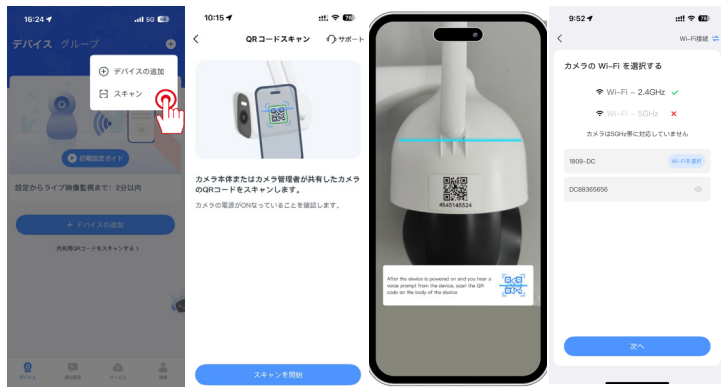 16:24
5G
デバイス グループ
デバイスの追加
スキャン
初期設定ガイド
設定からライブ映像監視まで：2分以内
+ デバイスの追加
共有用QRコードをスキャンする >
デバイス
10:15
QRコードスキャン
サポート
カメラ本体またはカメラ管理者が共有したカメラ
のQRコードをスキャンします。
カメラの電源がONなっていることを確認します。
スキャンを開始
4645145524
After the device is powered on and you hear a
voice prompt from the device, scan the QR
code on the body of the device
9:52
Wi-Fi接続
カメラの Wi-Fi を選択する
Wi-Fi - 2.4GHz
Wi-Fi - 5GHz
カメラは5GHz帯に対応していません
1809-DC
Wi-Fiを選択
DC88365656
次へ